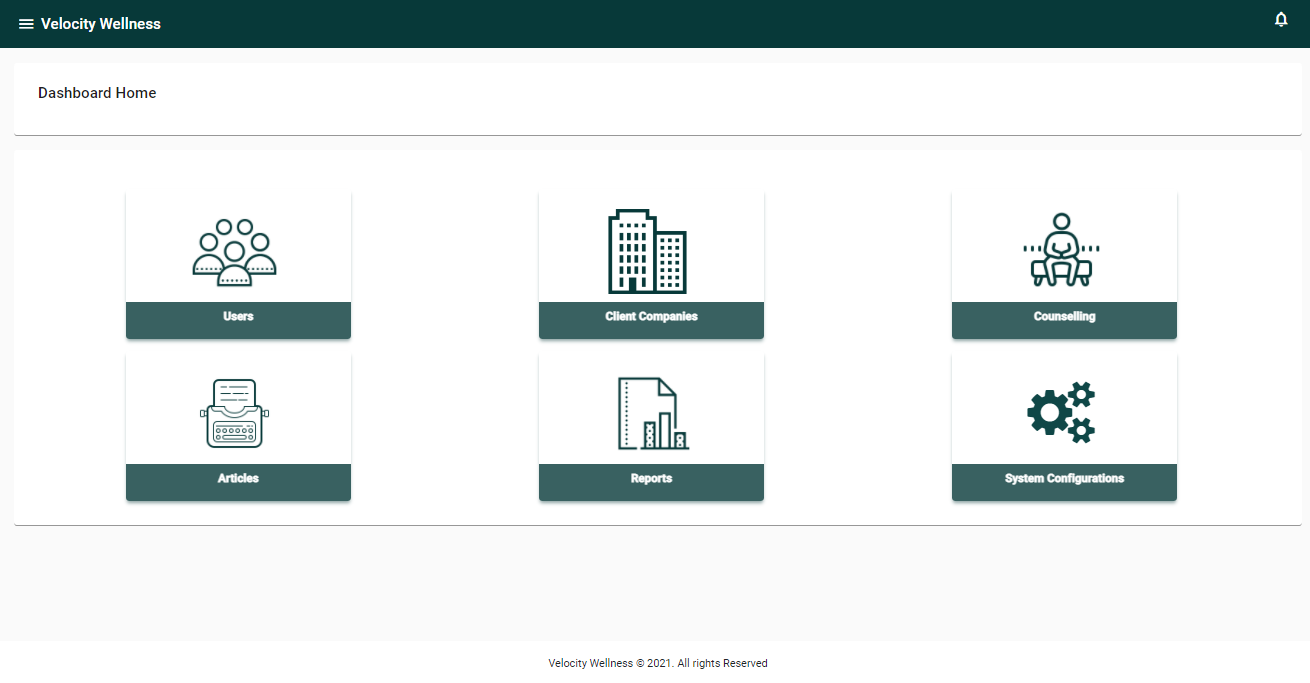 Velocity Wellness
Dashboard Home
Users
Client Companies
Counselling
Articles
Reports
System Configurations
Velocity Wellness © 2021. All rights Reserved